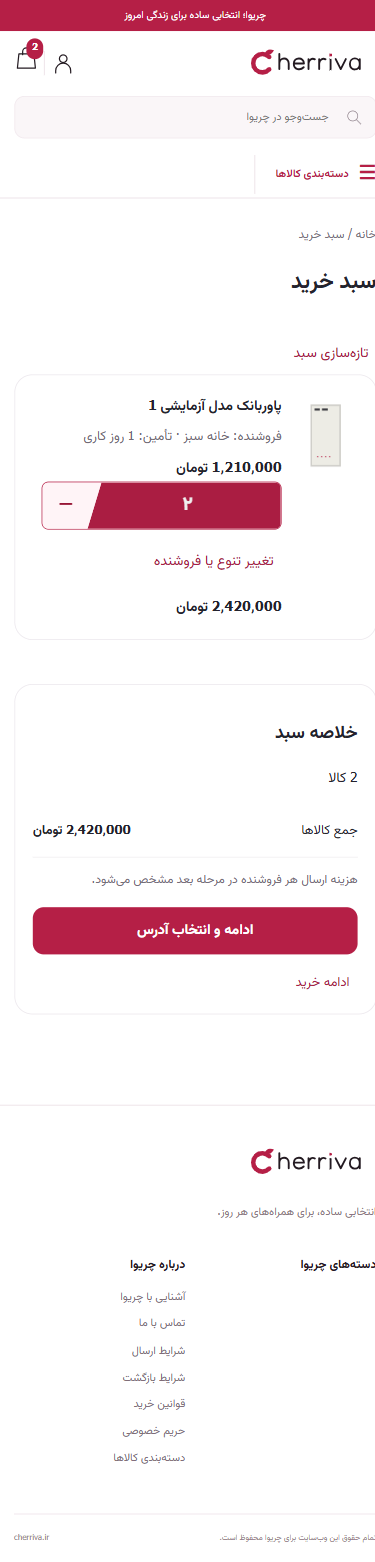 چریوا؛ انتخابی ساده برای زندگی امروز
2
Cherriva
جست‌وجو در چریوا
دسته‌بندی کالاها
خانه / سبد خرید
سبد خرید
تازه‌سازی سبد
پاوربانک مدل آزمایشی 1
فروشنده: خانه سبز · تأمین: 1 روز کاری
1,210,000 تومان
۲ −
تغییر تنوع یا فروشنده
2,420,000 تومان
خلاصه سبد
2 کالا
جمع کالاها 2,420,000 تومان
هزینه ارسال هر فروشنده در مرحله بعد مشخص می‌شود.
ادامه و انتخاب آدرس
ادامه خرید
Cherriva
انتخابی ساده، برای همراه‌های هر روز.
دسته‌های چریوا
درباره چریوا
آشنایی با چریوا
تماس با ما
شرایط ارسال
شرایط بازگشت
قوانین خرید
حریم خصوصی
دسته‌بندی کالاها
تمام حقوق این وب‌سایت برای چریوا محفوظ است.
cherriva.ir